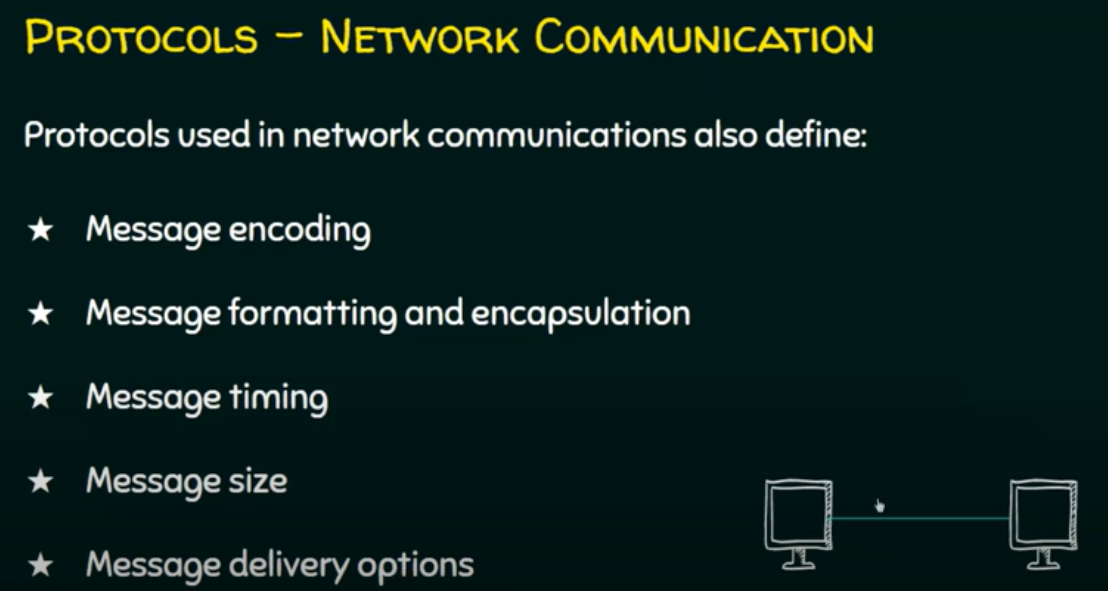 PROTOCOLS – NETWORK COMMUNICATION
Protocols used in network communications also define:
★ Message encoding
★ Message formatting and encapsulation
★ Message timing
★ Message size
★ Message delivery options